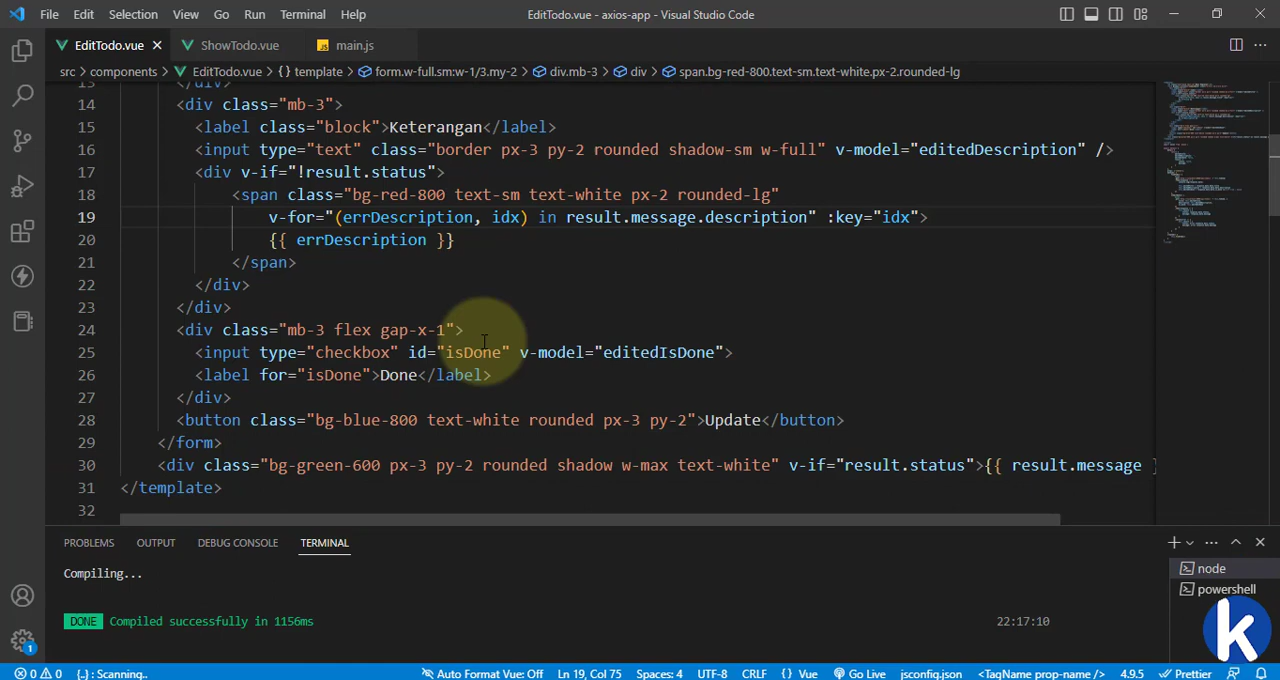 File Edit Selection View Go Run Terminal Help EditTodo.vue - axios-app - Visual Studio Code
EditTodo.vue ShowTodo.vue JS main.js
src > components > EditTodo.vue > {} template > form.w-full.sm:w-1/3.my-2 > div.mb-3 > div > span.bg-red-800.text-sm.text-white.px-2.rounded-lg
13 </div>
14 <div class="mb-3">
15 <label class="block">Keterangan</label>
16 <input type="text" class="border px-3 py-2 rounded shadow-sm w-full" v-model="editedDescription" />
17 <div v-if="!result.status">
18 <span class="bg-red-800 text-sm text-white px-2 rounded-lg"
19 v-for="(errDescription, idx) in result.message.description" :key="idx">
20 {{ errDescription }}
21 </span>
22 </div>
23 </div>
24 <div class="mb-3 flex gap-x-1">
25 <input type="checkbox" id="isDone" v-model="editedIsDone">
26 <label for="isDone">Done</label>
27 </div>
28 <button class="bg-blue-800 text-white rounded px-3 py-2">Update</button>
29 </form>
30 <div class="bg-green-600 px-3 py-2 rounded shadow w-max text-white" v-if="result.status">{{ result.message }
31 </template>
32
PROBLEMS OUTPUT DEBUG CONSOLE TERMINAL
Compiling...
node
powershell
DONE Compiled successfully in 1156ms 22:17:10
k
1
0 0 {..} : Scanning.. Auto Format Vue: Off Ln 19, Col 75 Spaces: 4 UTF-8 CRLF {} Vue Go Live jsconfig.json <TagName prop-name /> 4.9.5 Prettier